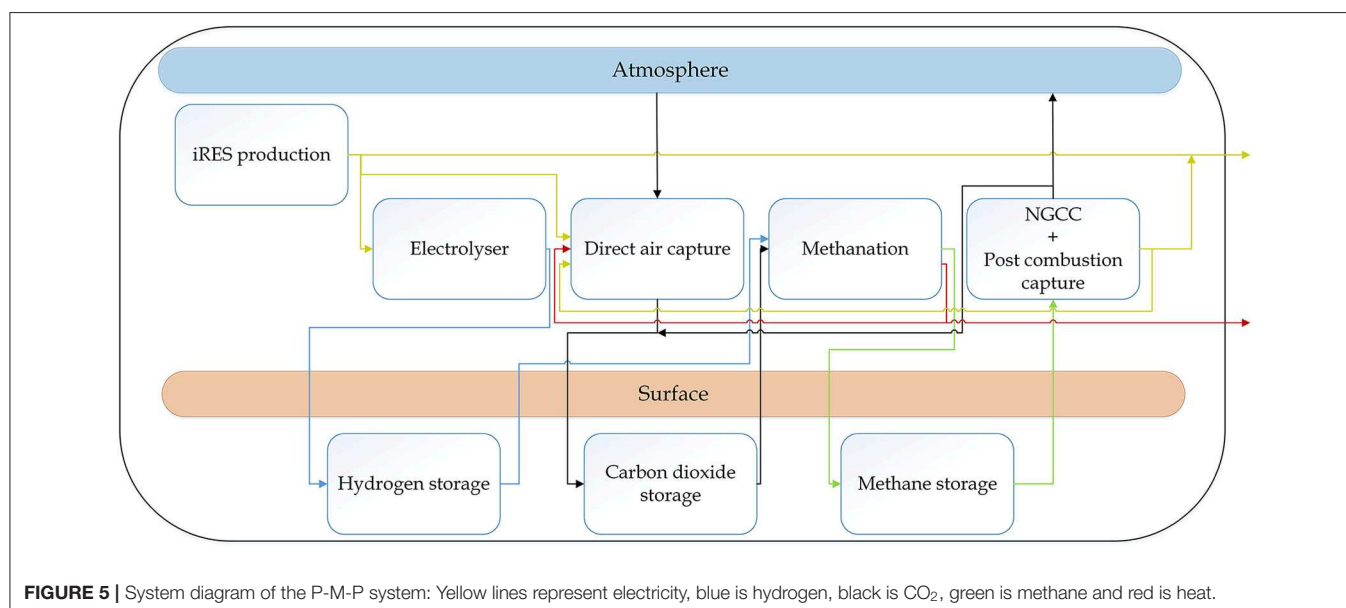 Atmosphere
iRES production
Electrolyser
Direct air capture
Methanation
NGCC
+
Post combustion
capture
Surface
Hydrogen storage
Carbon dioxide
storage
Methane storage
FIGURE 5 | System diagram of the P-M-P system: Yellow lines represent electricity, blue is hydrogen, black is CO₂, green is methane and red is heat.